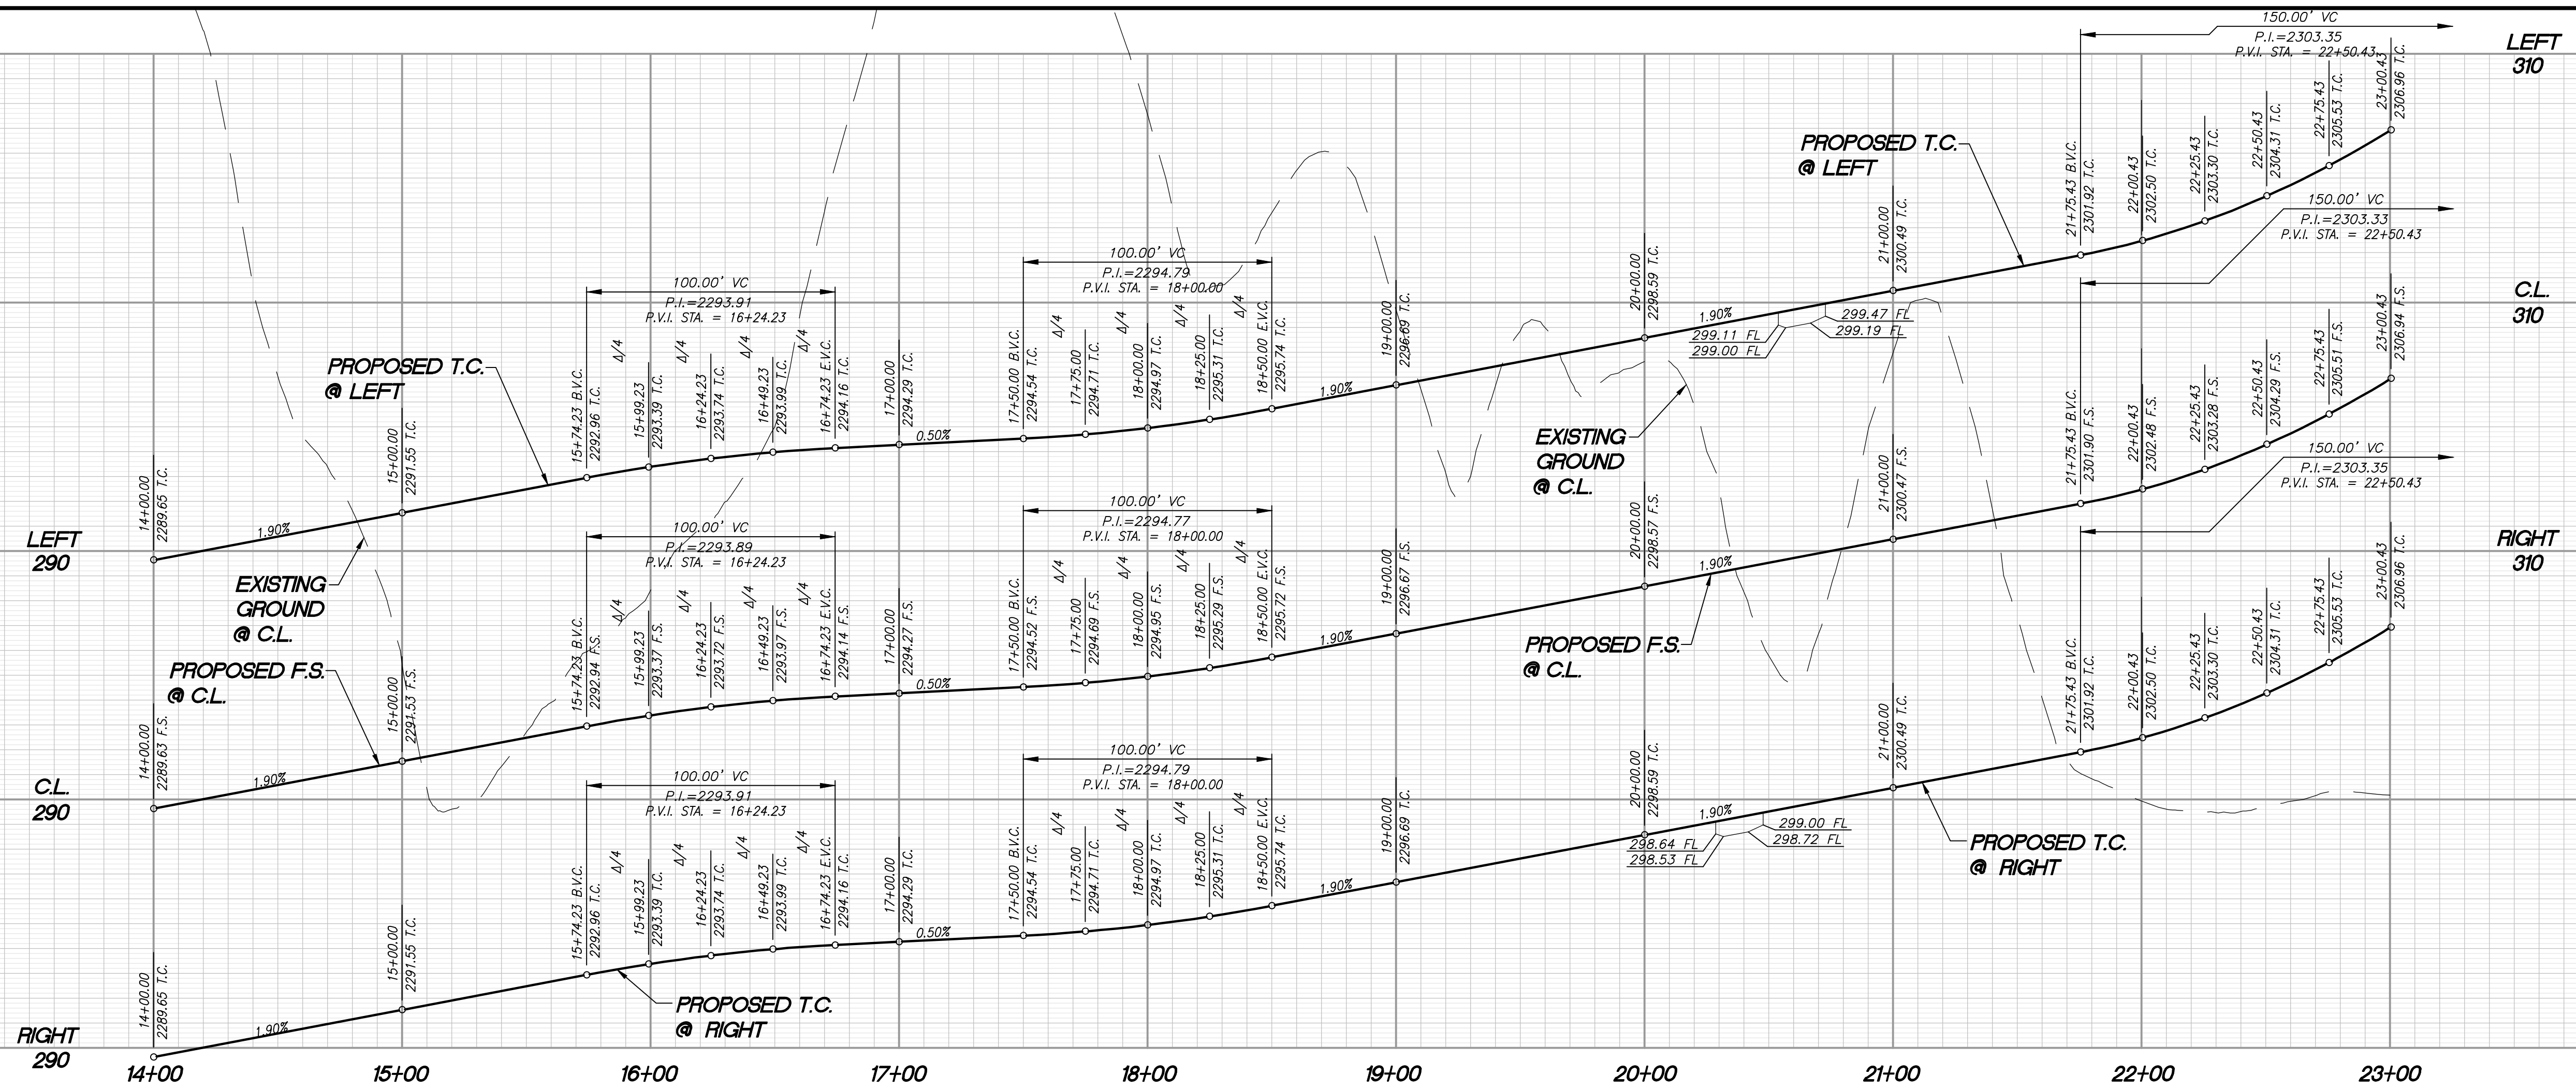 LEFT
310
150.00' VC
P.I.=2303.35
P.V.I. STA. = 22+50.43
PROPOSED T.C.
@ LEFT
14+00.00
2289.65 T.C.
1.90%
15+00.00
2291.55 T.C.
15+74.23 B.V.C.
2292.96 T.C.
100.00' VC
P.I.=2293.91
P.V.I. STA. = 16+24.23
Δ/4
15+99.23
2293.39 T.C.
Δ/4
16+24.23
2293.74 T.C.
Δ/4
16+49.23
2293.99 T.C.
Δ/4
16+74.23 E.V.C.
2294.16 T.C.
17+00.00
2294.29 T.C.
0.50%
17+50.00 B.V.C.
2294.54 T.C.
100.00' VC
P.I.=2294.79
P.V.I. STA. = 18+00.00
Δ/4
17+75.00
2294.71 T.C.
Δ/4
18+00.00
2294.97 T.C.
Δ/4
18+25.00
2295.31 T.C.
Δ/4
18+50.00 E.V.C.
2295.74 T.C.
1.90%
19+00.00
2296.69 T.C.
20+00.00
2298.59 T.C.
1.90%
299.11 FL
299.00 FL
299.47 FL
299.19 FL
21+00.00
2300.49 T.C.
PROPOSED T.C.
@ LEFT
21+75.43 B.V.C.
2301.92 T.C.
22+00.43
2302.50 T.C.
22+25.43
2303.30 T.C.
22+50.43
2304.31 T.C.
22+75.43
2305.53 T.C.
23+00.43
2306.96 T.C.
LEFT
290
EXISTING
GROUND
@ C.L.
EXISTING
GROUND
@ C.L.
C.L.
310
150.00' VC
P.I.=2303.33
P.V.I. STA. = 22+50.43
PROPOSED F.S.
@ C.L.
14+00.00
2289.63 F.S.
1.90%
15+00.00
2291.53 F.S.
15+74.23 B.V.C.
2292.94 F.S.
100.00' VC
P.I.=2293.89
P.V.I. STA. = 16+24.23
Δ/4
15+99.23
2293.37 F.S.
Δ/4
16+24.23
2293.72 F.S.
Δ/4
16+49.23
2293.97 F.S.
Δ/4
16+74.23 E.V.C.
2294.14 F.S.
17+00.00
2294.27 F.S.
0.50%
17+50.00 B.V.C.
2294.52 F.S.
100.00' VC
P.I.=2294.77
P.V.I. STA. = 18+00.00
Δ/4
17+75.00
2294.69 F.S.
Δ/4
18+00.00
2294.95 F.S.
Δ/4
18+25.00
2295.29 F.S.
Δ/4
18+50.00 E.V.C.
2295.72 F.S.
1.90%
19+00.00
2296.67 F.S.
20+00.00
2298.57 F.S.
1.90%
PROPOSED F.S.
@ C.L.
21+00.00
2300.47 F.S.
21+75.43 B.V.C.
2301.90 F.S.
22+00.43
2302.48 F.S.
22+25.43
2303.28 F.S.
22+50.43
2304.29 F.S.
22+75.43
2305.51 F.S.
23+00.43
2306.94 F.S.
C.L.
290
RIGHT
310
150.00' VC
P.I.=2303.35
P.V.I. STA. = 22+50.43
14+00.00
2289.65 T.C.
1.90%
15+00.00
2291.55 T.C.
15+74.23 B.V.C.
2292.96 T.C.
100.00' VC
P.I.=2293.91
P.V.I. STA. = 16+24.23
Δ/4
15+99.23
2293.39 T.C.
Δ/4
16+24.23
2293.74 T.C.
Δ/4
16+49.23
2293.99 T.C.
Δ/4
16+74.23 E.V.C.
2294.16 T.C.
PROPOSED T.C.
@ RIGHT
17+00.00
2294.29 T.C.
0.50%
17+50.00 B.V.C.
2294.54 T.C.
100.00' VC
P.I.=2294.79
P.V.I. STA. = 18+00.00
Δ/4
17+75.00
2294.71 T.C.
Δ/4
18+00.00
2294.97 T.C.
Δ/4
18+25.00
2295.31 T.C.
Δ/4
18+50.00 E.V.C.
2295.74 T.C.
1.90%
19+00.00
2296.69 T.C.
20+00.00
2298.59 T.C.
1.90%
298.64 FL
298.53 FL
299.00 FL
298.72 FL
21+00.00
2300.49 T.C.
PROPOSED T.C.
@ RIGHT
21+75.43 B.V.C.
2301.92 T.C.
22+00.43
2302.50 T.C.
22+25.43
2303.30 T.C.
22+50.43
2304.31 T.C.
22+75.43
2305.53 T.C.
23+00.43
2306.96 T.C.
RIGHT
290
14+00 15+00 16+00 17+00 18+00 19+00 20+00 21+00 22+00 23+00